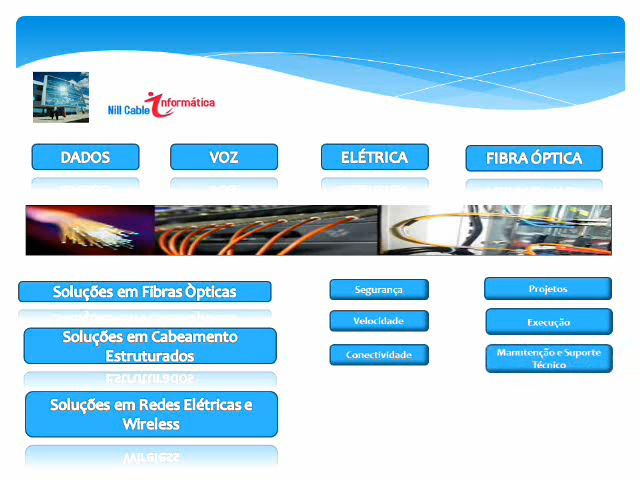 Nill Cable Informática
DADOS
VOZ
ELÉTRICA
FIBRA ÓPTICA
Soluções em Fibras Òpticas
Soluções em Cabeamento
Estruturados
Soluções em Redes Elétricas e
Wireless
Segurança
Velocidade
Conectividade
Projetos
Execução
Manutenção e Suporte
Técnico